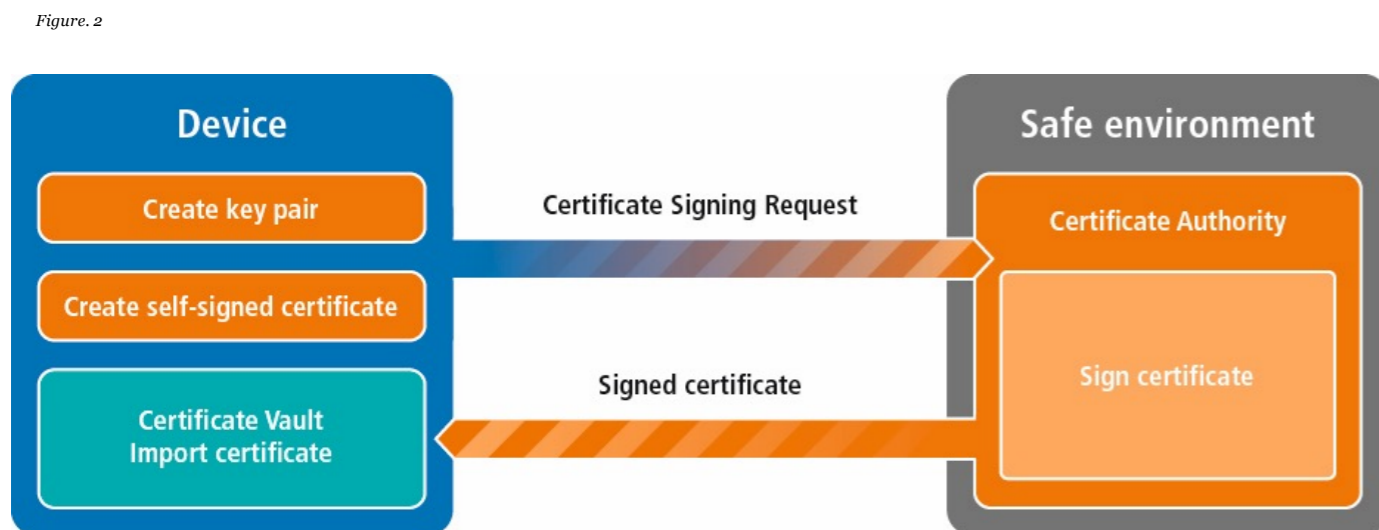 Figure. 2
Device
Safe environment
Create key pair
Certificate Signing Request
Certificate Authority
Create self-signed certificate
Sign certificate
Signed certificate
Certificate Vault
Import certificate